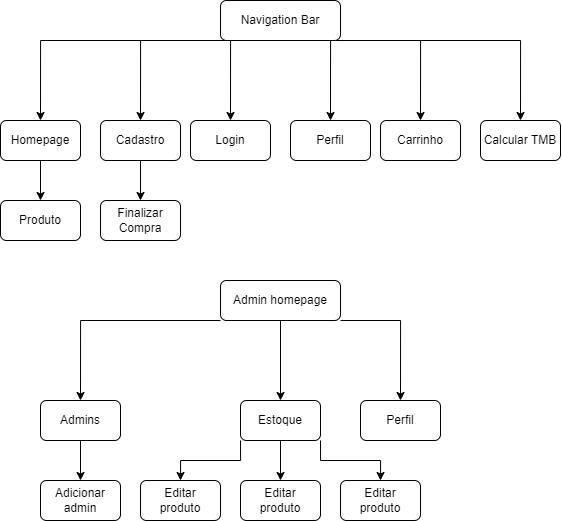 Navigation Bar
Homepage
Cadastro
Login
Perfil
Carrinho
Calcular TMB
Produto
Finalizar
Compra
Admin homepage
Admins
Estoque
Perfil
Adicionar
admin
Editar
produto
Editar
produto
Editar
produto